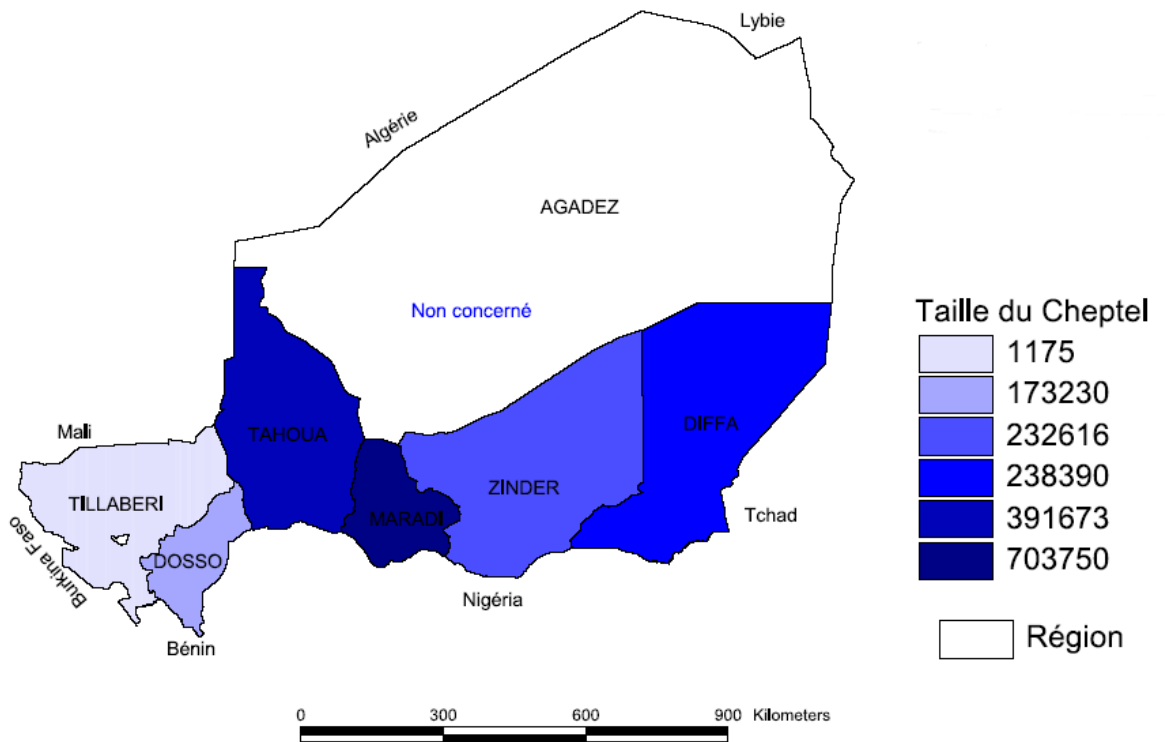 Lybie
Algérie
AGADEZ
Non concerné
Mali
TAHOUA
DIFFA
TILLABERI
ZINDER
MARADI
Tchad
Burkina Faso
DOSSO
Nigéria
Bénin
Taille du Cheptel
1175
173230
232616
238390
391673
703750
Région
0 300 600 900 Kilometers